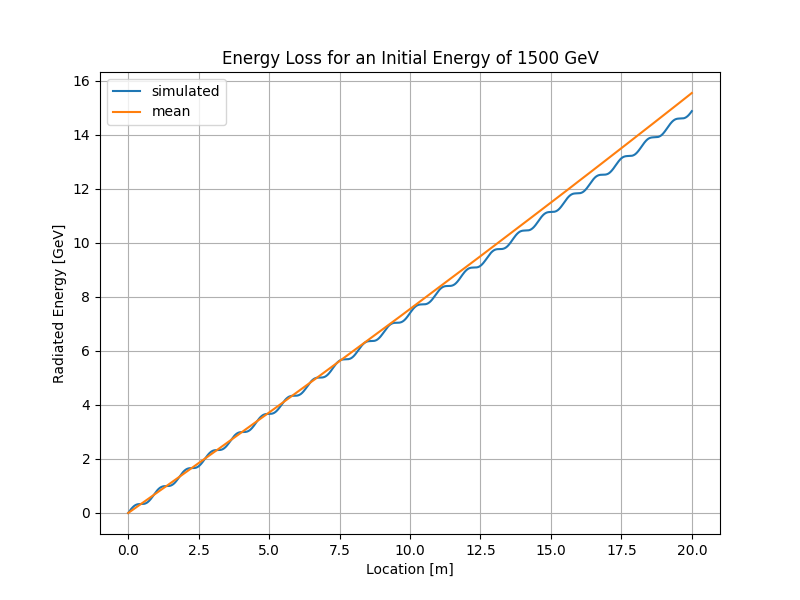 Energy Loss for an Initial Energy of 1500 GeV
simulated
mean
16
14
12
10
8
6
4
2
0
Radiated Energy [GeV]
0.0 2.5 5.0 7.5 10.0 12.5 15.0 17.5 20.0
Location [m]